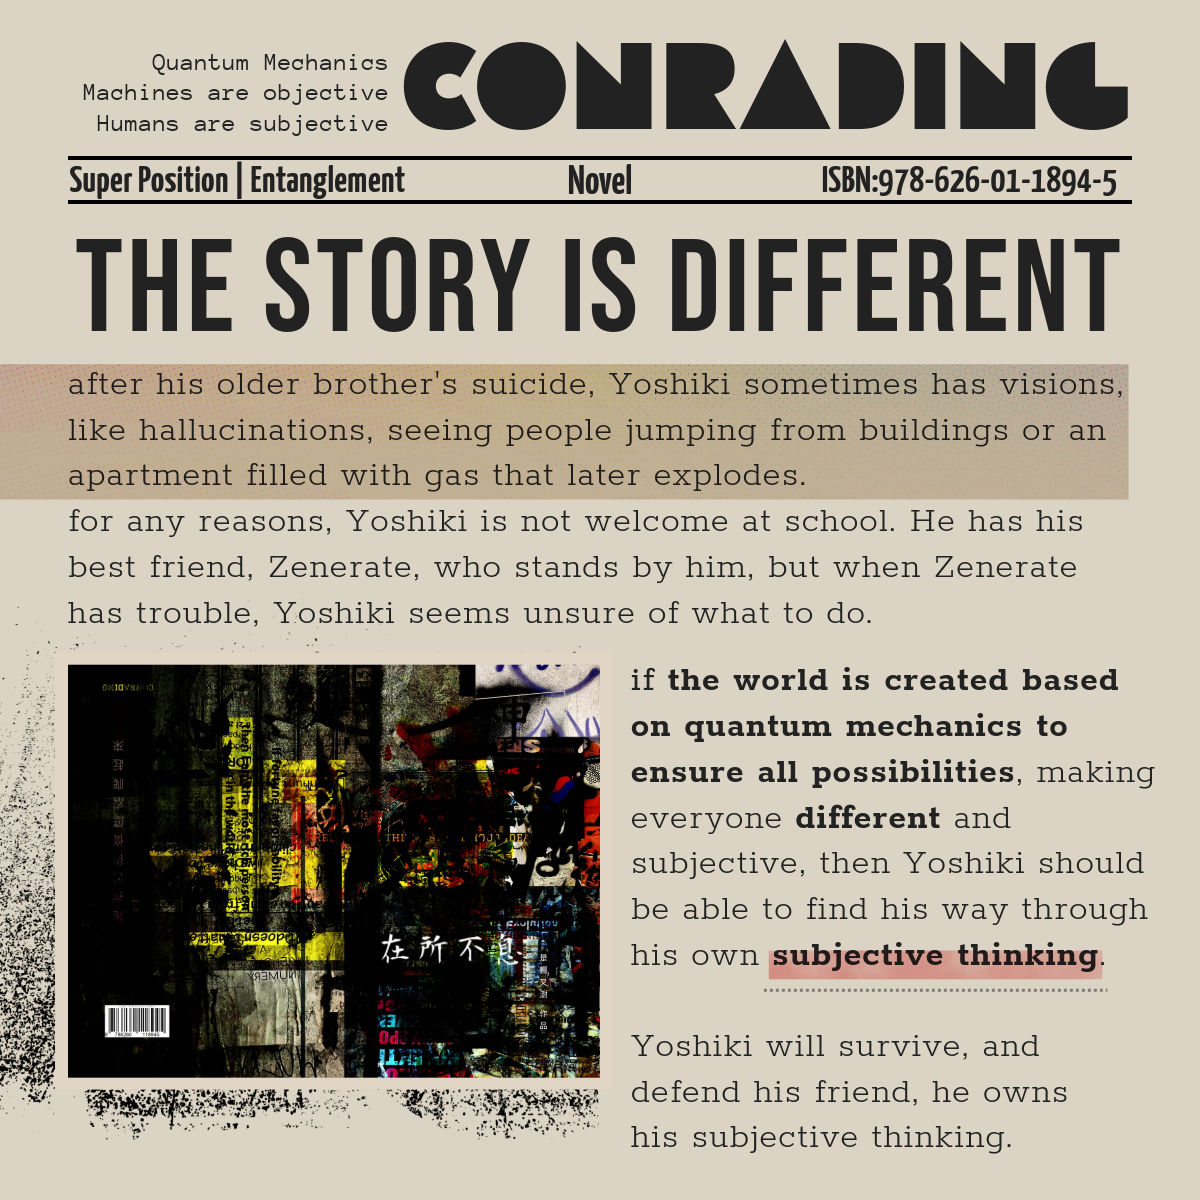 Quantum Mechanics
Machines are objective
Humans are subjective
CONRADING
Super Position | Entanglement
Novel
ISBN:978-626-01-1894-5
THE STORY IS DIFFERENT
after his older brother's suicide, Yoshiki sometimes has visions,
like hallucinations, seeing people jumping from buildings or an
apartment filled with gas that later explodes.
for any reasons, Yoshiki is not welcome at school. He has his
best friend, Zenerate, who stands by him, but when Zenerate
has trouble, Yoshiki seems unsure of what to do.
CONRADING
在所不息
if the world is created based
on quantum mechanics to
ensure all possibilities, making
everyone different and
subjective, then Yoshiki should
be able to find his way through
his own subjective thinking.
Yoshiki will survive, and
defend his friend, he owns
his subjective thinking.